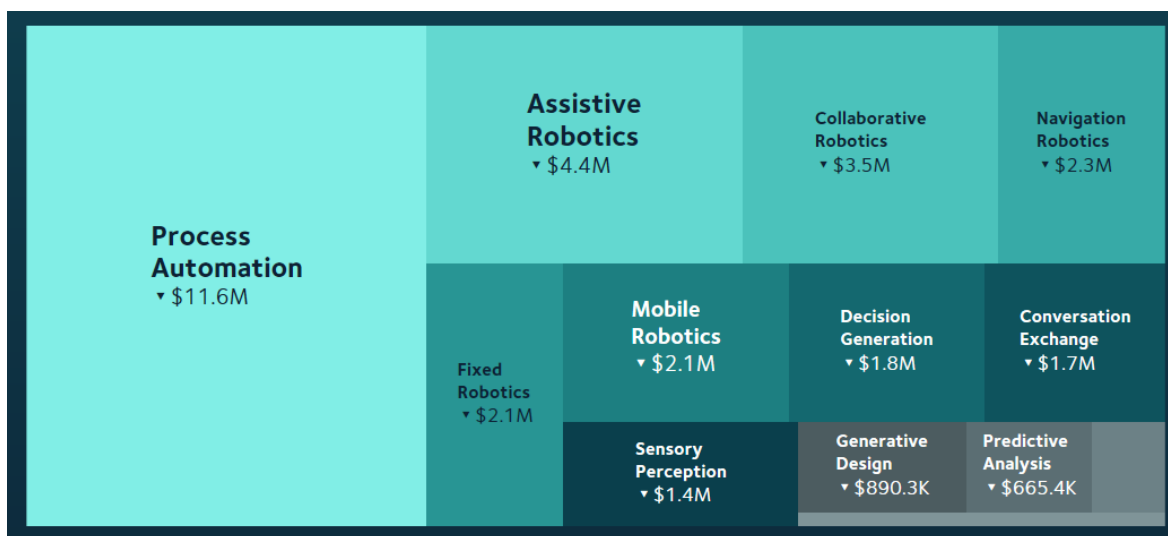 Process
Automation
▼ $11.6M
Assistive
Robotics
▼ $4.4M
Collaborative
Robotics
▼ $3.5M
Navigation
Robotics
▼ $2.3M
Fixed
Robotics
▼ $2.1M
Mobile
Robotics
▼ $2.1M
Decision
Generation
▼ $1.8M
Conversation
Exchange
▼ $1.7M
Sensory
Perception
▼ $1.4M
Generative
Design
▼ $890.3K
Predictive
Analysis
▼ $665.4K